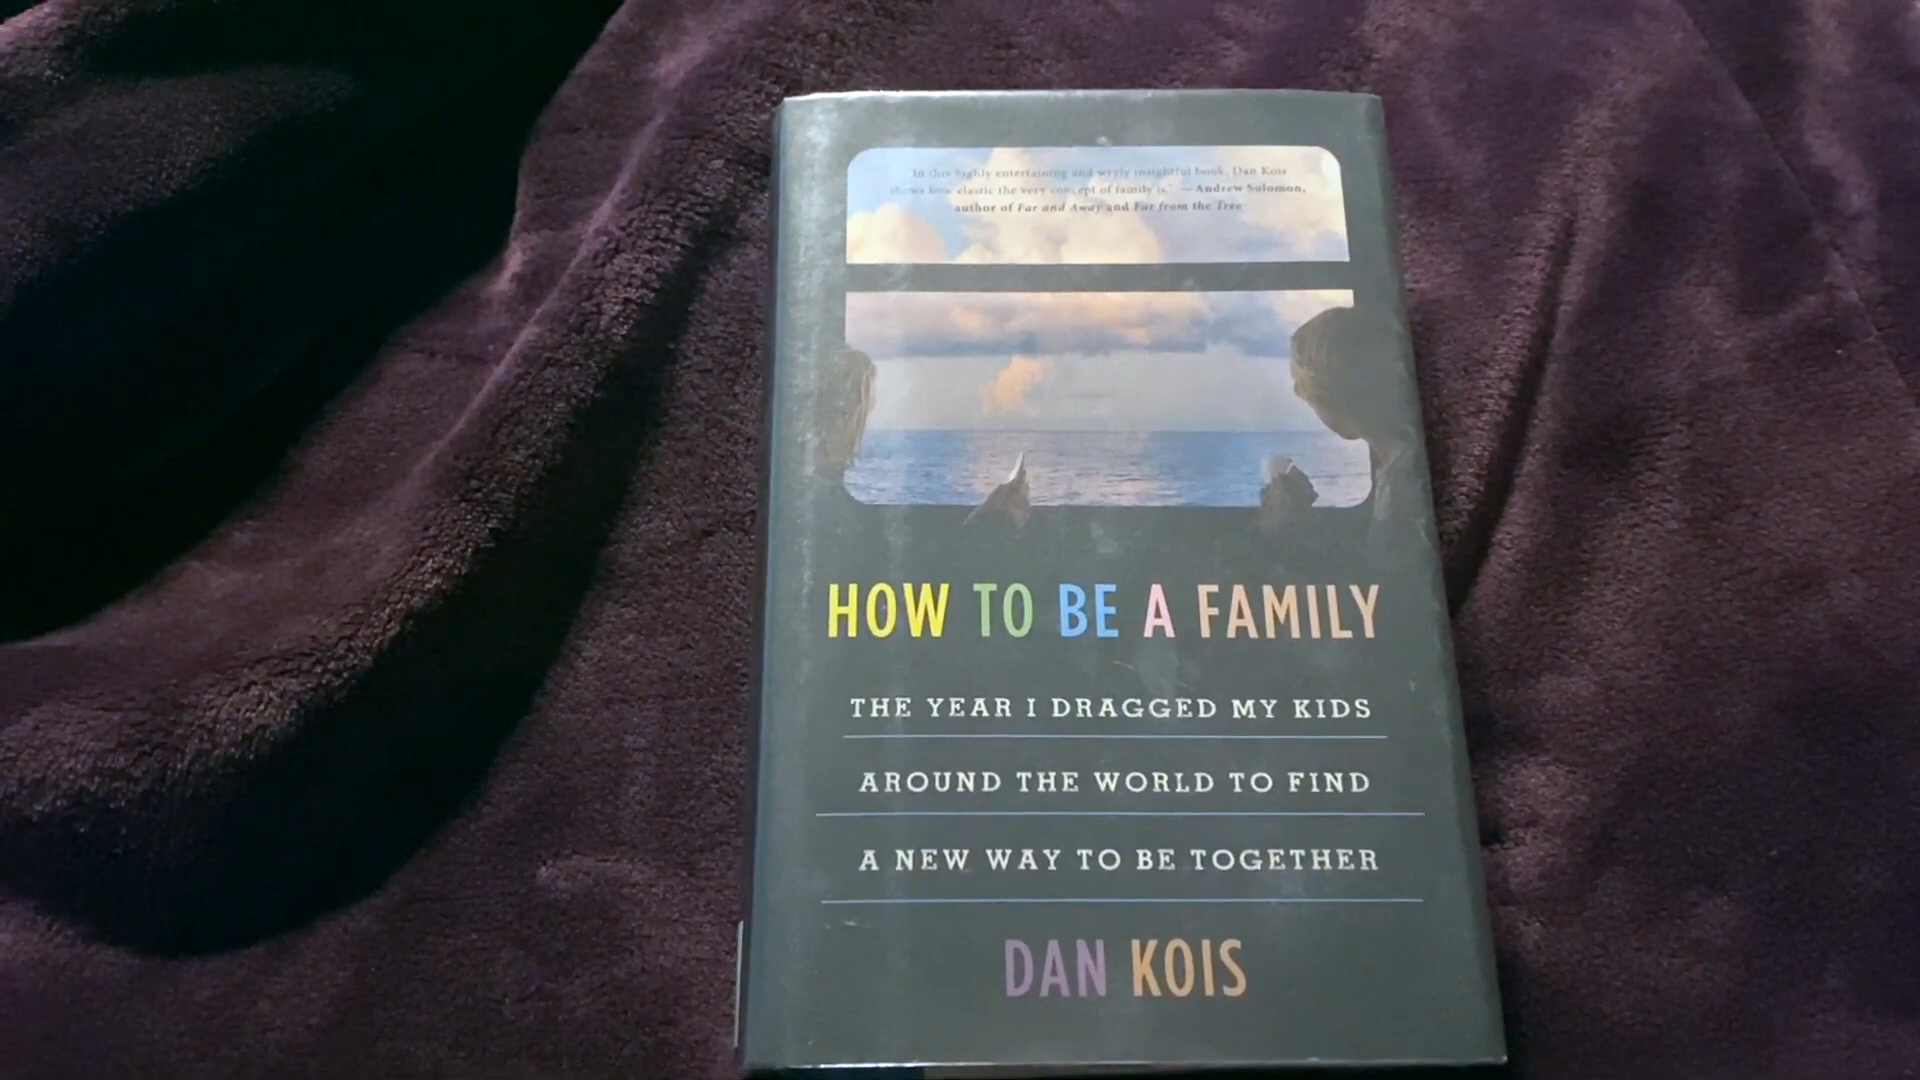 "In this highly entertaining and wryly insightful book, Dan Kois
shows how elastic the very concept of family is." —Andrew Solomon,
author of Far and Away and Far from the Tree
HOW TO BE A FAMILY
THE YEAR I DRAGGED MY KIDS
AROUND THE WORLD TO FIND
A NEW WAY TO BE TOGETHER
DAN KOIS